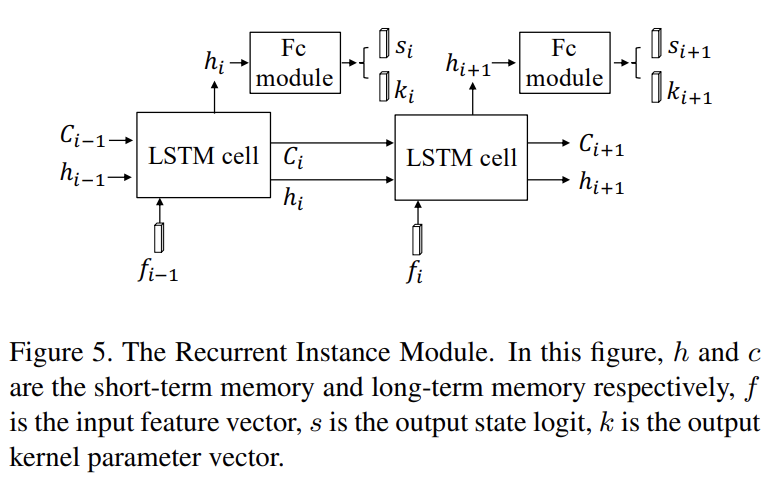 h_i
Fc
module
s_i
k_i
h_{i+1}
Fc
module
s_{i+1}
k_{i+1}
C_{i-1}
h_{i-1}
LSTM cell
C_i
h_i
LSTM cell
C_{i+1}
h_{i+1}
f_{i-1}
f_i
Figure 5. The Recurrent Instance Module. In this figure, h and c
are the short-term memory and long-term memory respectively, f
is the input feature vector, s is the output state logit, k is the output
kernel parameter vector.